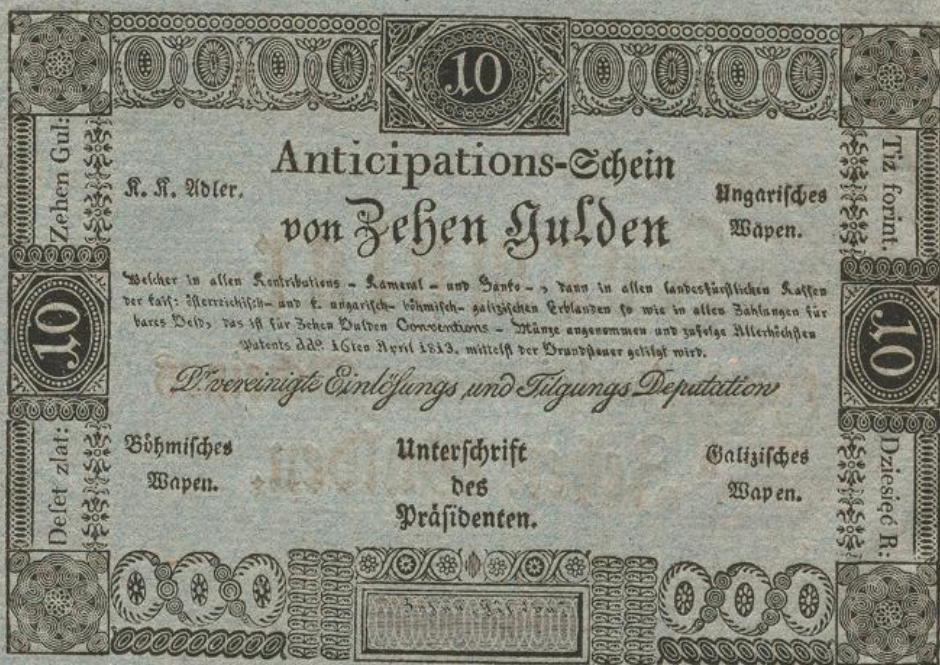 10
Anticipations-Schein
K. K. Adler.
Ungarisches
Wapen.
von Zehen Gulden
Zehen Gul:
Tiz forint.
10
10
Welcher in allen Kontributions- Kameral- und Banko-, dann in allen landesfürstlichen Kassen
der kais: österreichisch- und k. ungarisch- böhmisch- galizischen Erblanden so wie in allen Zahlungen für
bares Geld, das ist für Zehen Gulden Conventions-Münze angenommen und zufolge Allerhöchsten
Patents ddo. 16ten April 1813. mittelst der Grundsteuer getilgt wird.
Dr vereinigte Einlösungs und Tilgungs Deputation
Deset zlat:
Dziesięć R:
Böhmisches
Wapen.
Unterschrift
des
Präsidenten.
Galizisches
Wapen.